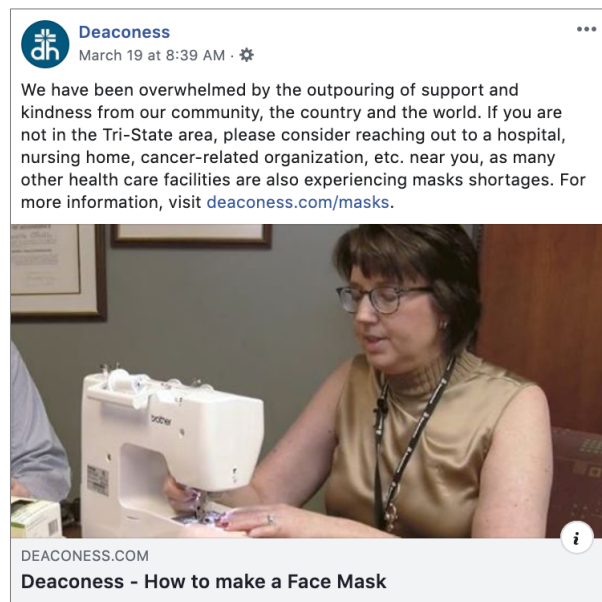 dh
Deaconess
March 19 at 8:39 AM ·
We have been overwhelmed by the outpouring of support and
kindness from our community, the country and the world. If you are
not in the Tri-State area, please consider reaching out to a hospital,
nursing home, cancer-related organization, etc. near you, as many
other health care facilities are also experiencing masks shortages. For
more information, visit deaconess.com/masks.
brother
i
DEACONESS.COM
Deaconess - How to make a Face Mask